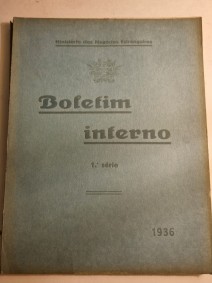 Ministério dos Negócios Estrangeiros
Boletim
interno
1.ª série
1936